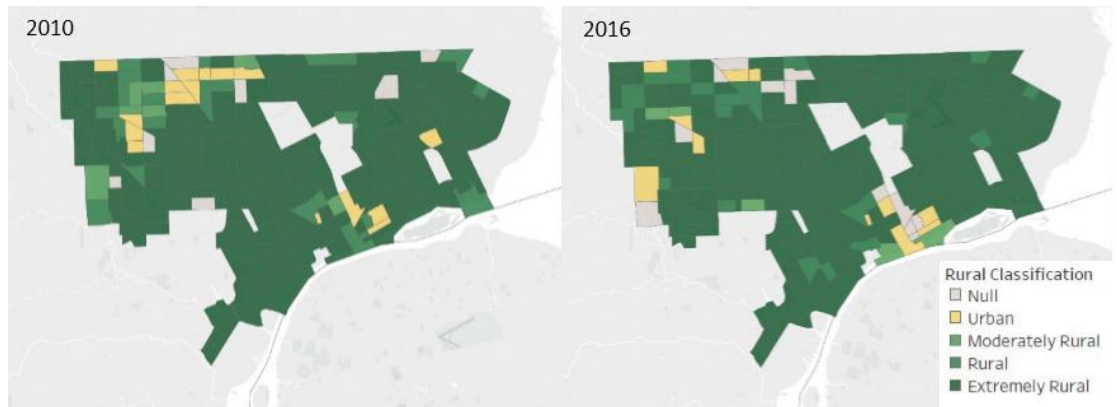 2010
2016
Rural Classification
Null
Urban
Moderately Rural
Rural
Extremely Rural